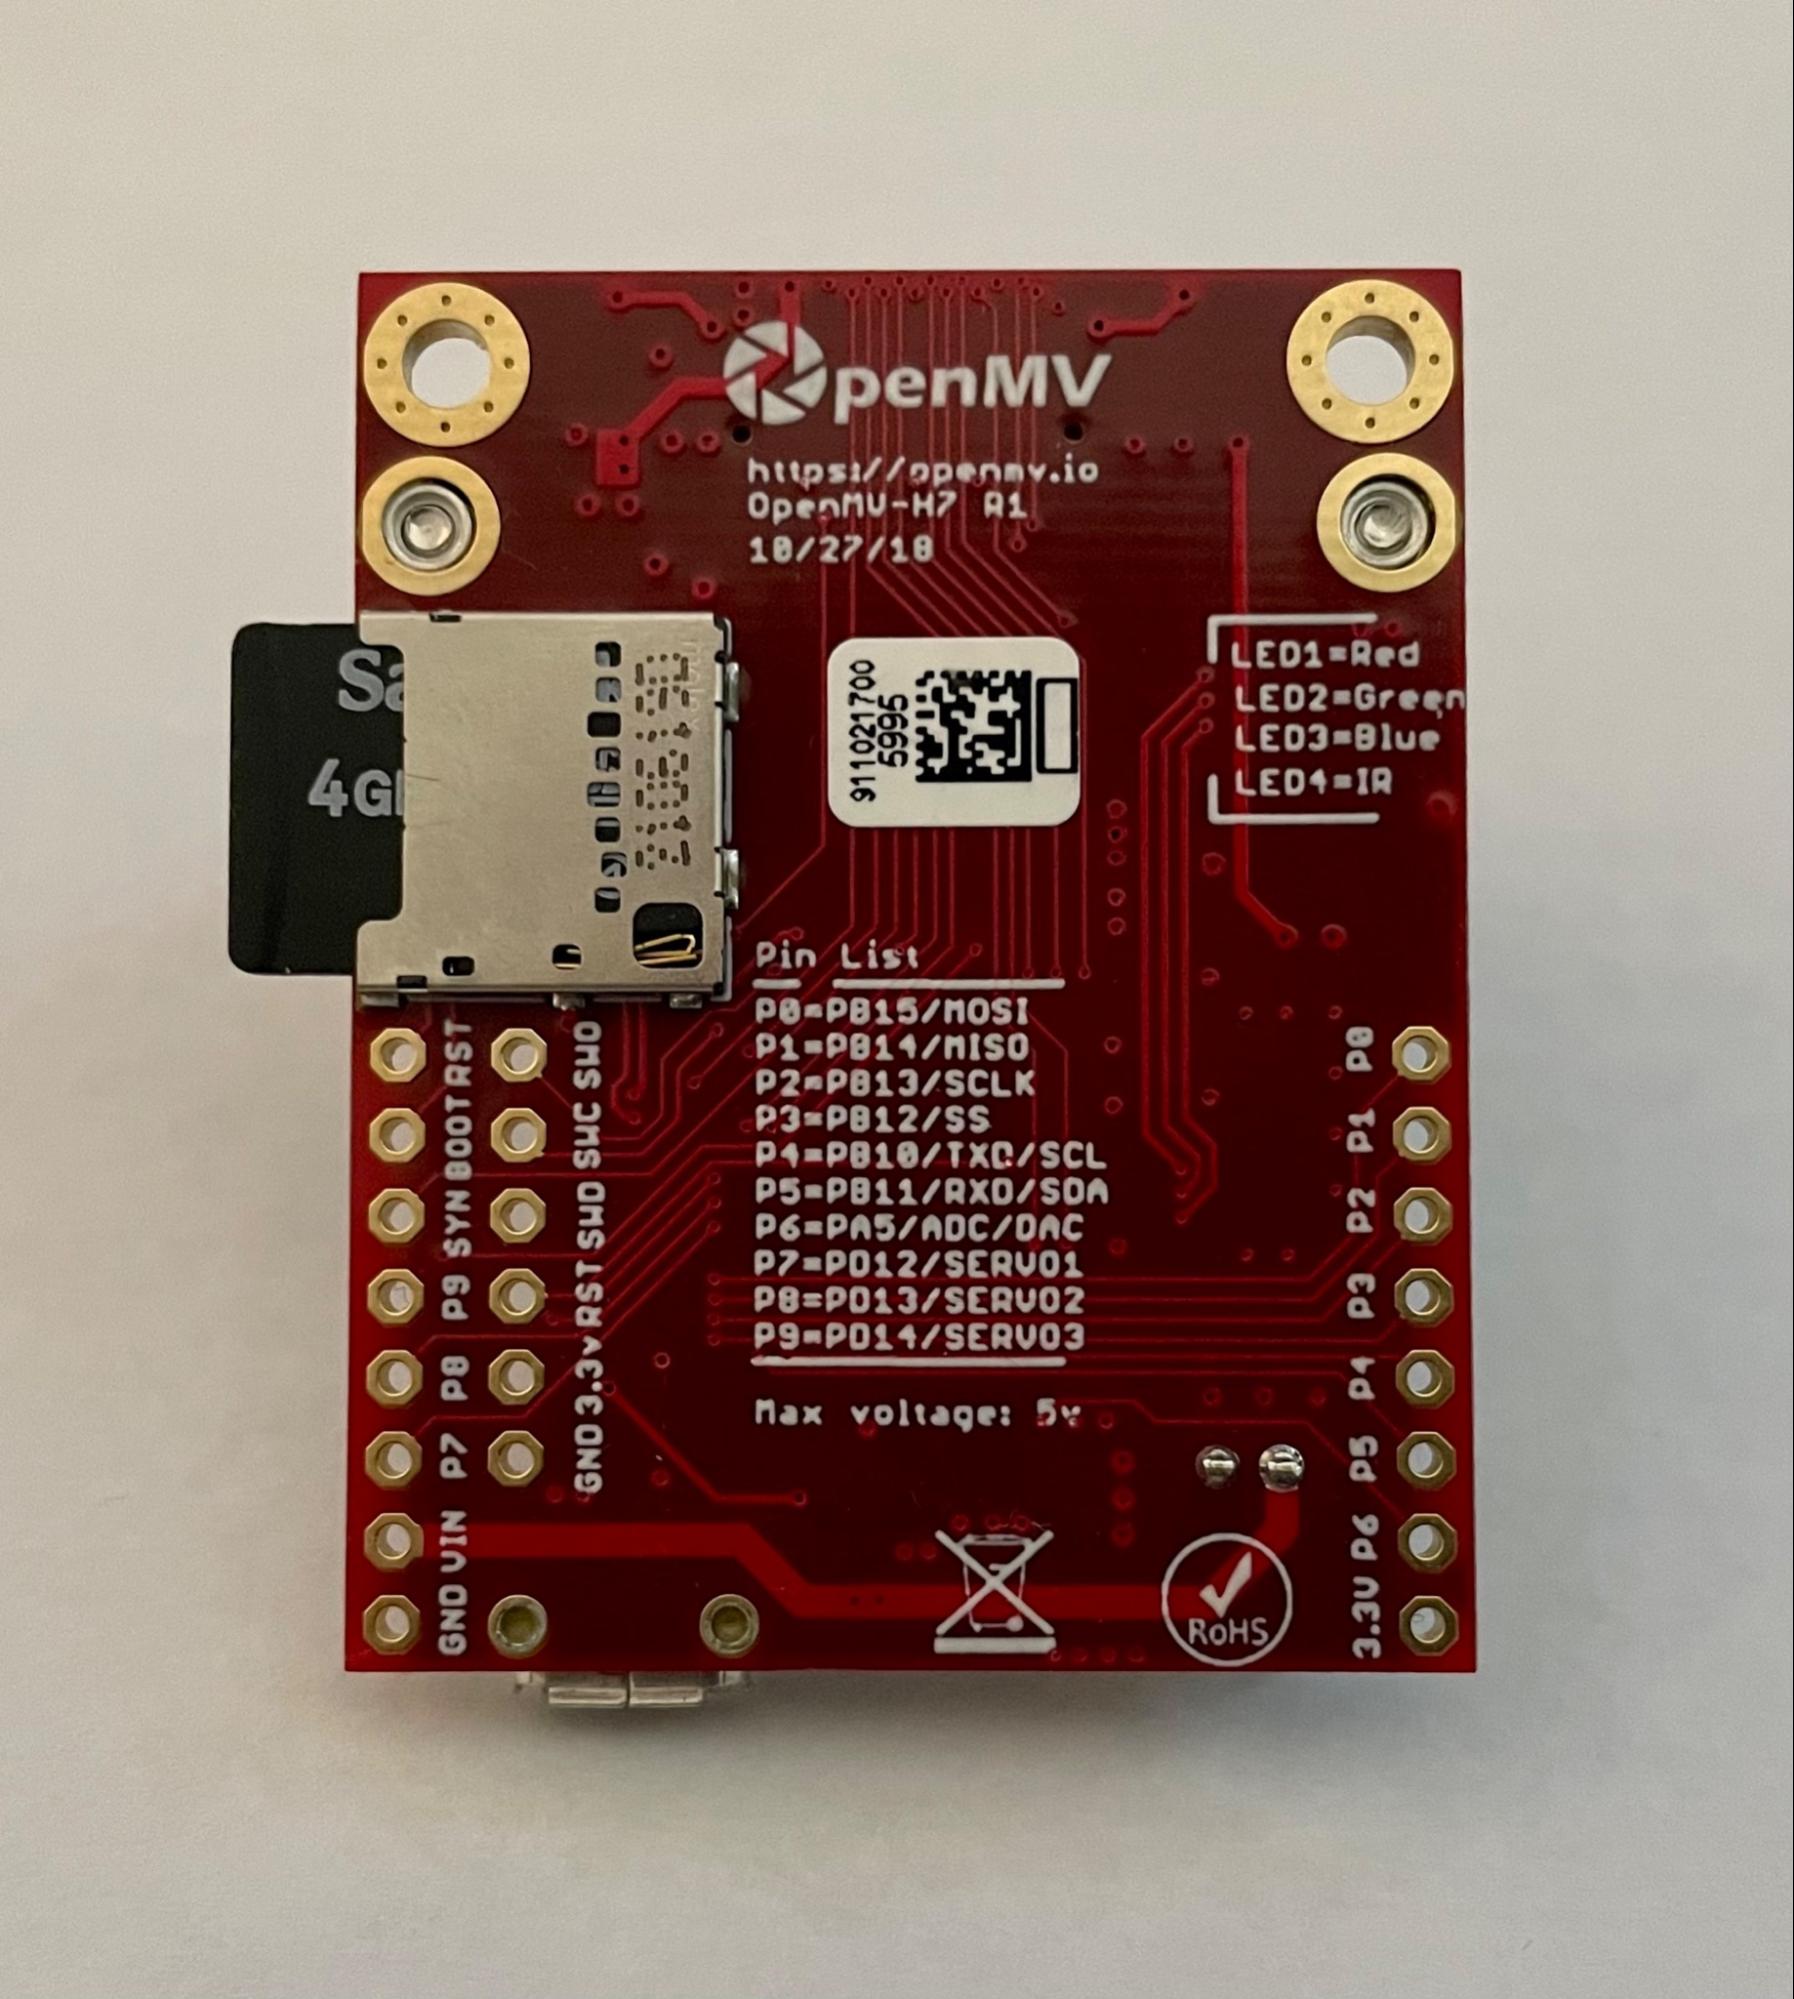 OpenMV
https://openmv.io
OpenMV-H7 R1
10/27/18
Sa
4G
911021700
5995
LED1=Red
LED2=Green
LED3=Blue
LED4=IR
Pin List
P0=PB15/MOSI
P1=PB14/MISO
P2=PB13/SCLK
P3=PB12/SS
P4=PB10/TXD/SCL
P5=PB11/RXD/SDA
P6=PA5/ADC/DAC
P7=PD12/SERVO1
P8=PD13/SERVO2
P9=PD14/SERVO3
Max voltage: 5v
GND VIN P7 P8 P9 SYN BOOT RST
GND 3.3v RST SWD SWC SWO
3.3V P6 P5 P4 P3 P2 P1 P0
RoHS